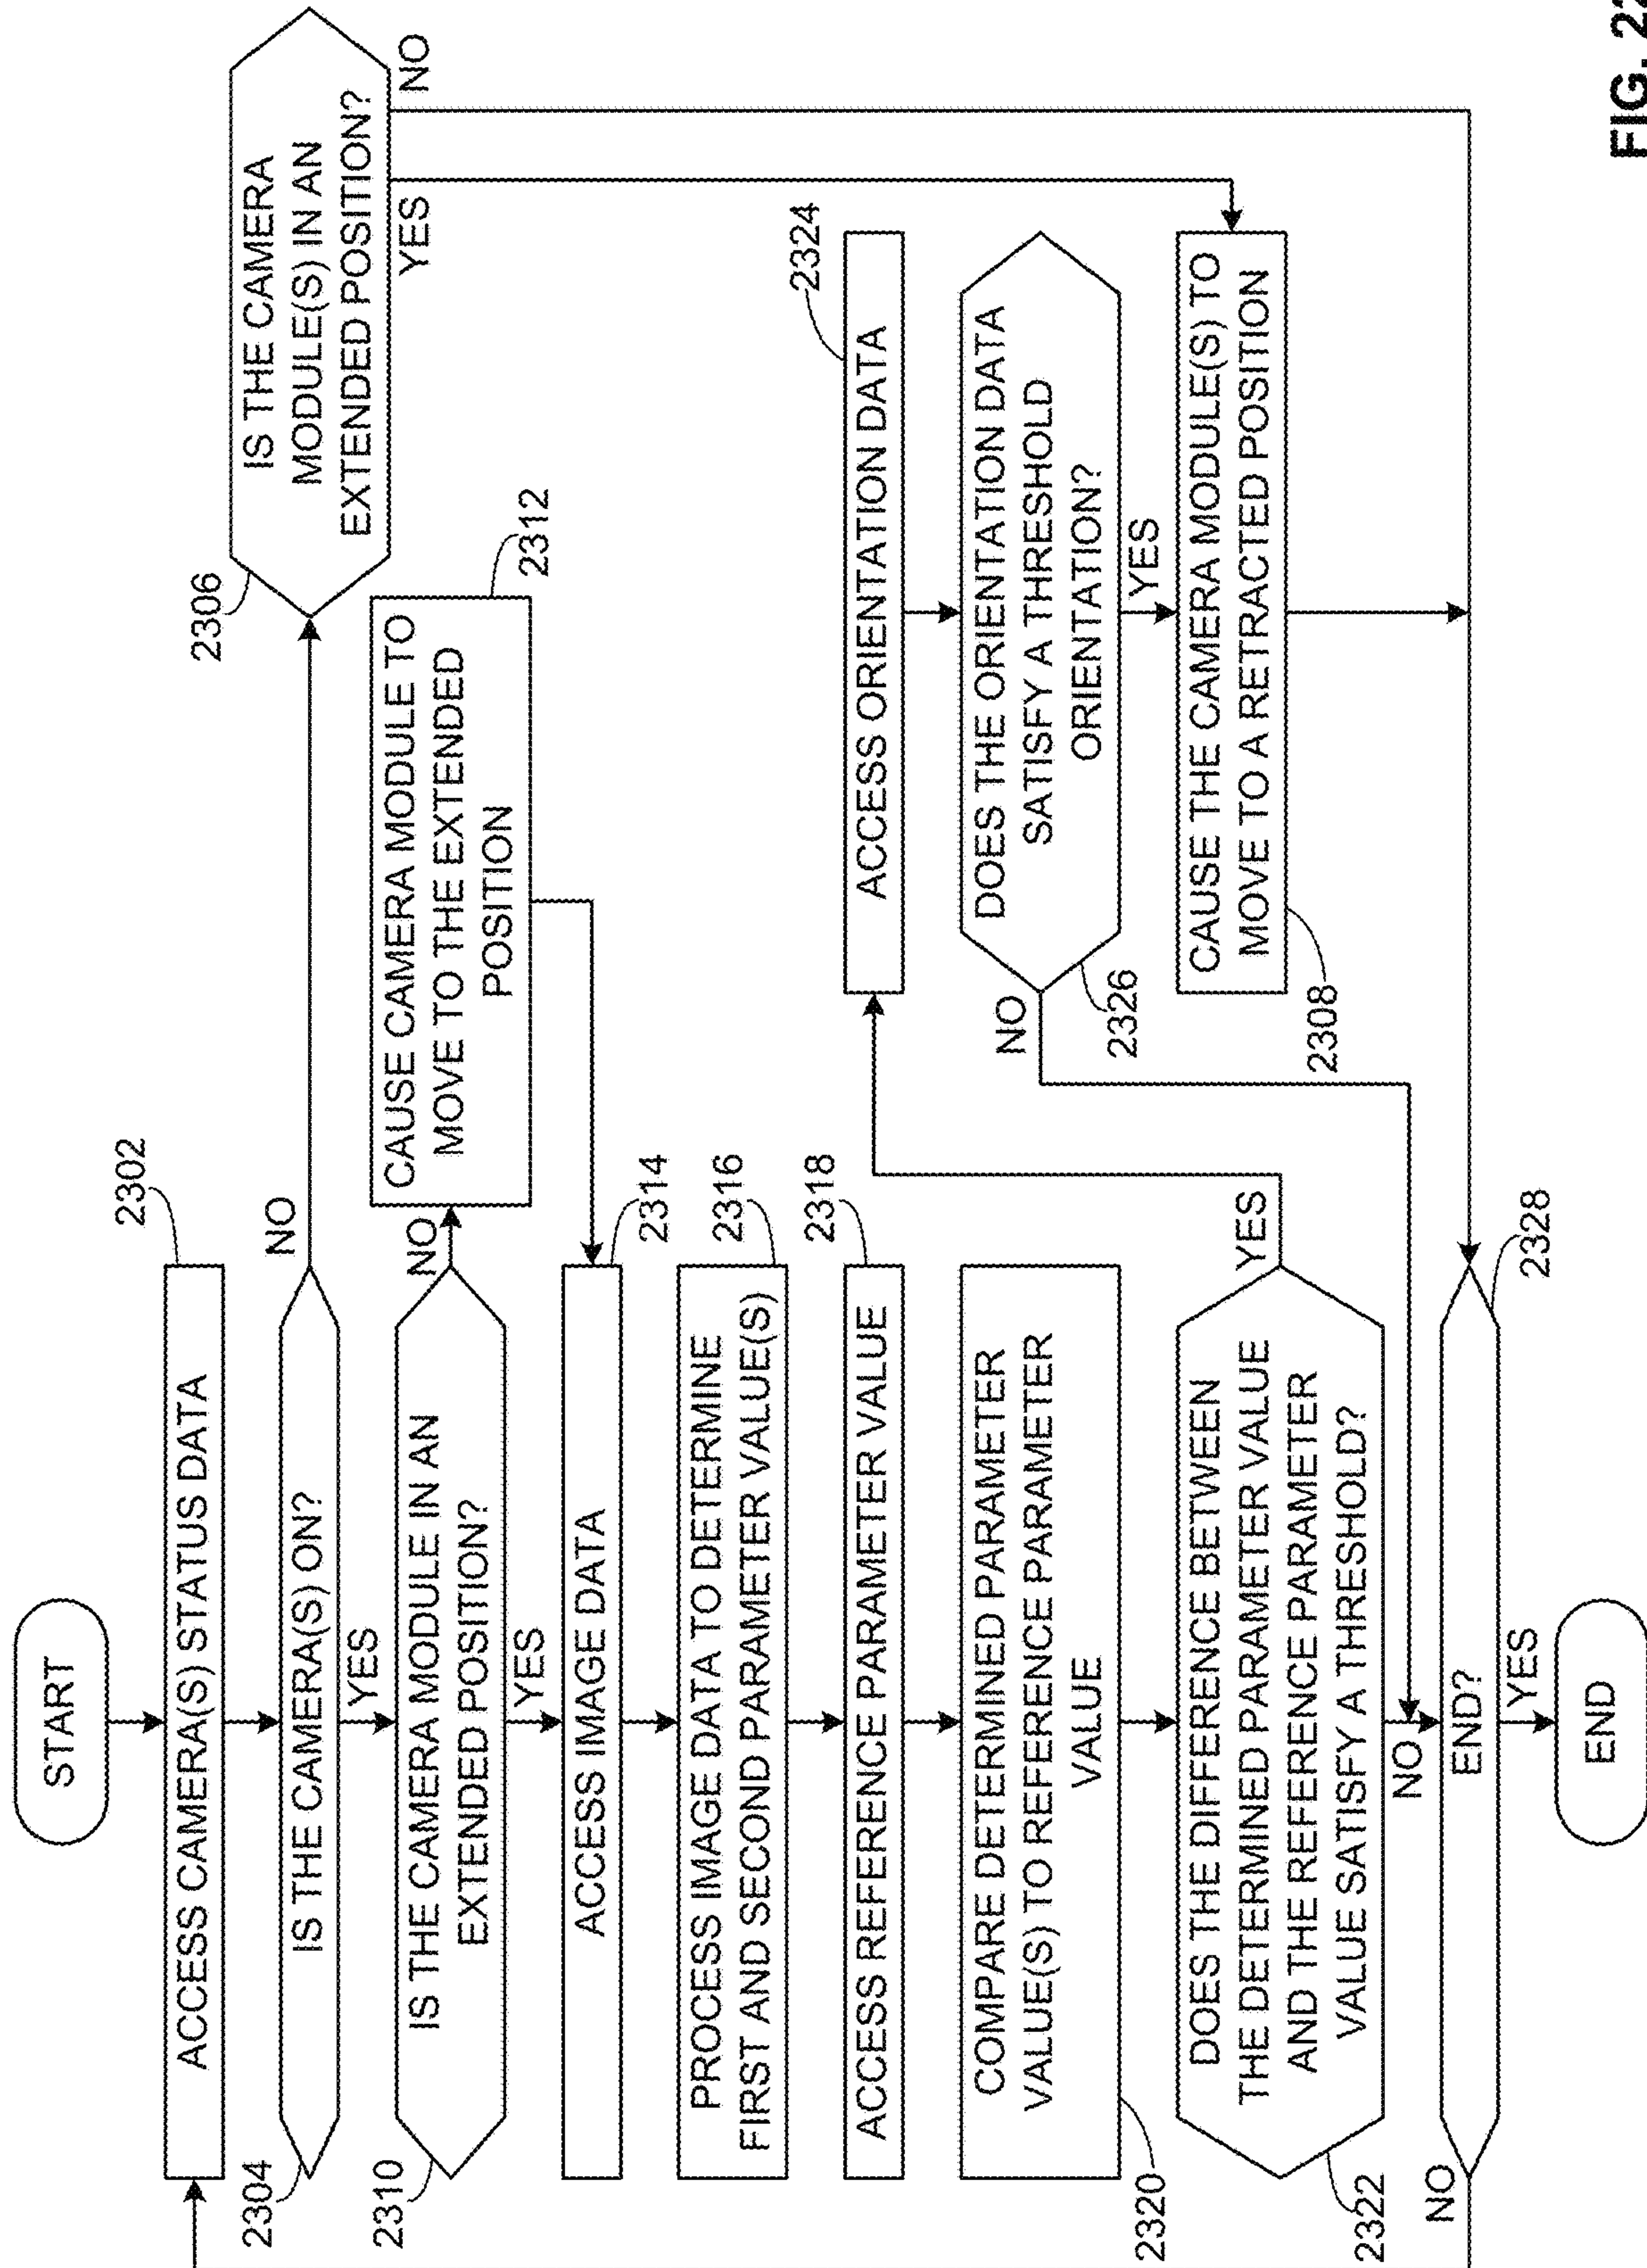 START
2302
ACCESS CAMERA(S) STATUS DATA
2304
IS THE CAMERA(S) ON?
NO
YES
2306
IS THE CAMERA
MODULE(S) IN AN
EXTENDED POSITION?
YES
NO
2310
IS THE CAMERA MODULE IN AN
EXTENDED POSITION?
NO
YES
CAUSE CAMERA MODULE TO
MOVE TO THE EXTENDED
POSITION
2312
ACCESS IMAGE DATA
2314
PROCESS IMAGE DATA TO DETERMINE
FIRST AND SECOND PARAMETER VALUE(S)
2316
ACCESS REFERENCE PARAMETER VALUE
2318
COMPARE DETERMINED PARAMETER
VALUE(S) TO REFERENCE PARAMETER
VALUE
2320
DOES THE DIFFERENCE BETWEEN
THE DETERMINED PARAMETER VALUE
AND THE REFERENCE PARAMETER
VALUE SATISFY A THRESHOLD?
2322
YES
NO
2324
ACCESS ORIENTATION DATA
DOES THE ORIENTATION DATA
SATISFY A THRESHOLD
ORIENTATION?
NO
2326
YES
CAUSE THE CAMERA MODULE(S) TO
MOVE TO A RETRACTED POSITION
2308
NO
END?
2328
YES
END